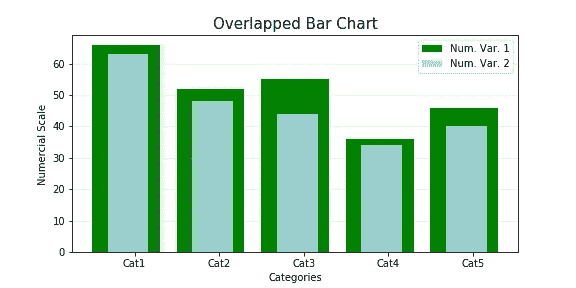 Overlapped Bar Chart
Num. Var. 1
Num. Var. 2
60
50
40
30
20
10
0
Numercial Scale
Cat1 Cat2 Cat3 Cat4 Cat5
Categories